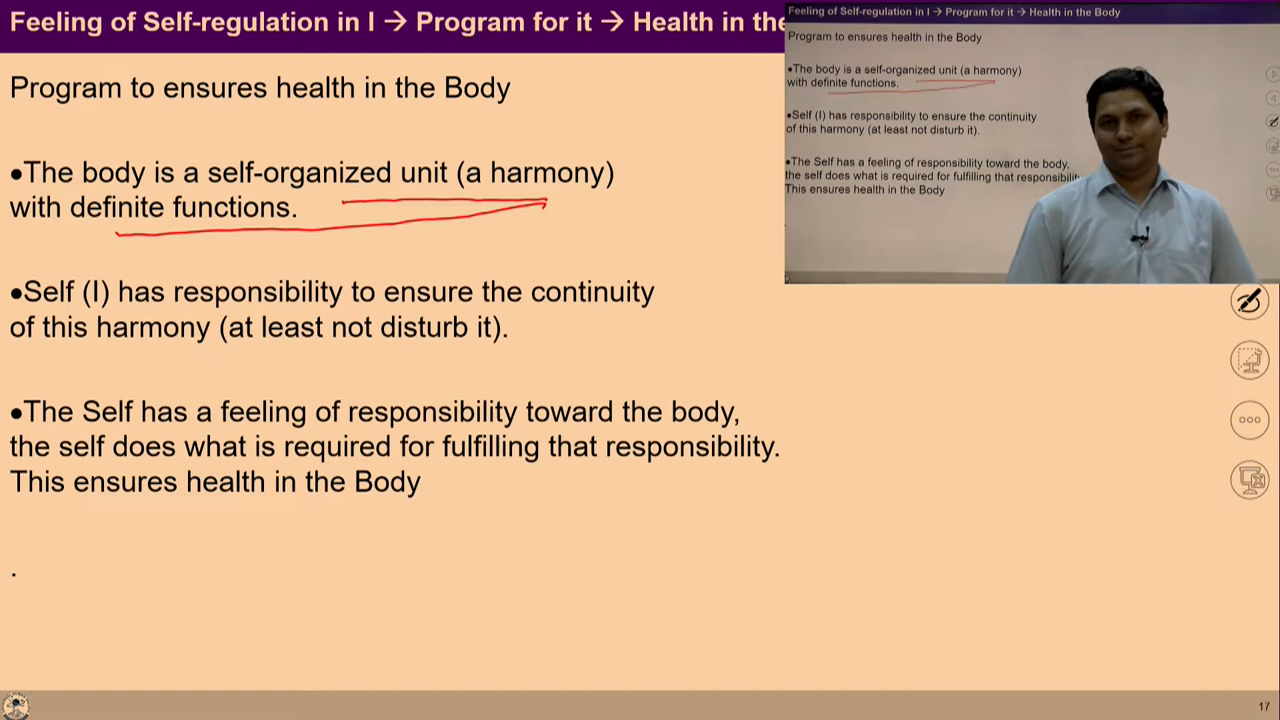 Feeling of Self-regulation in I → Program for it → Health in the
Program to ensures health in the Body
•The body is a self-organized unit (a harmony)
with definite functions.
•Self (I) has responsibility to ensure the continuity
of this harmony (at least not disturb it).
•The Self has a feeling of responsibility toward the body,
the self does what is required for fulfilling that responsibility.
This ensures health in the Body
.
Feeling of Self-regulation in I → Program for it → Health in the Body
Program to ensures health in the Body
•The body is a self-organized unit (a harmony)
with definite functions.
•Self (I) has responsibility to ensure the continuity
of this harmony (at least not disturb it).
•The Self has a feeling of responsibility toward the body,
the self does what is required for fulfilling that
This ensures health in the Body
17